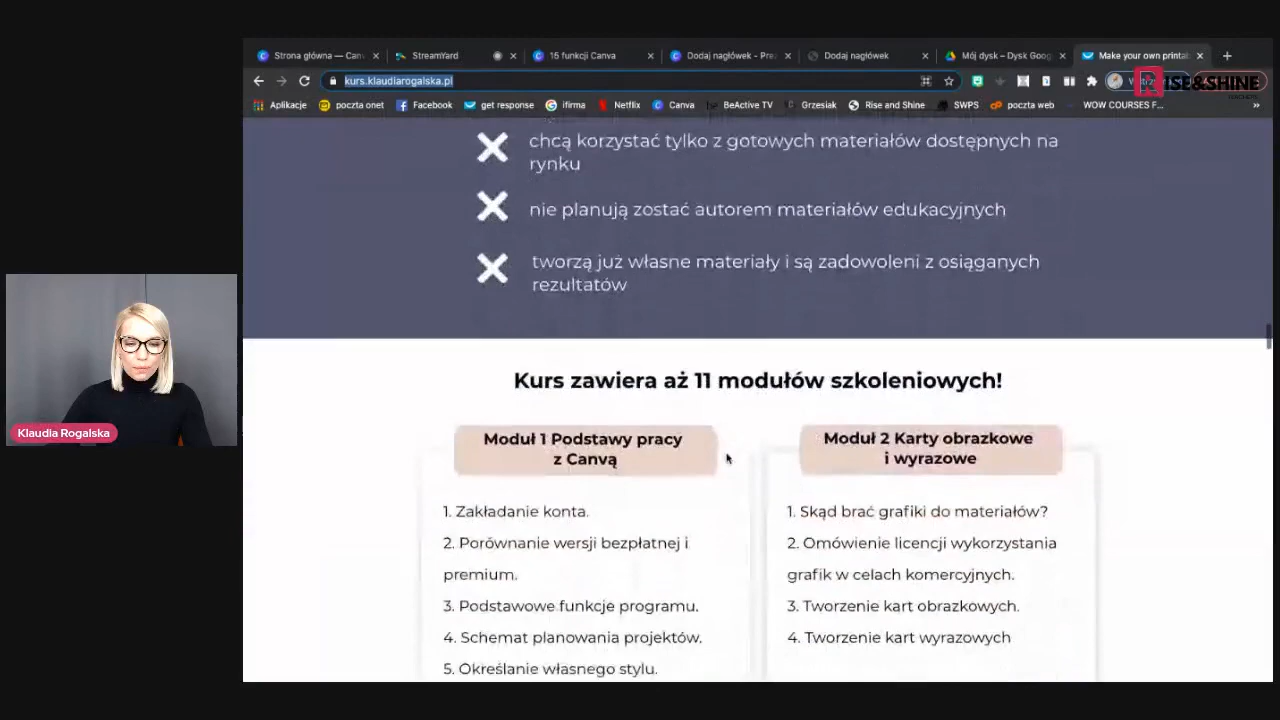 Strona główna — Can
StreamYard
15 funkcji Canva
Dodaj nagłówek - Pre
Dodaj nagłówek
Mój dysk – Dysk Goog
Make your own printab
kurs.klaudiarogalska.pl
RISE&SHINE
Aplikacje
poczta onet
Facebook
get response
ifirma
Netflix
Canva
BeActive TV
Grzesiak
Rise and Shine
SWPS
poczta web
WOW COURSES F...
chcą korzystać tylko z gotowych materiałów dostępnych na
rynku
nie planują zostać autorem materiałów edukacyjnych
tworzą już własne materiały i są zadowoleni z osiąganych
rezultatów
Klaudia Rogalska
Kurs zawiera aż 11 modułów szkoleniowych!
Moduł 1 Podstawy pracy
z Canvą
1. Zakładanie konta.
2. Porównanie wersji bezpłatnej i
premium.
3. Podstawowe funkcje programu.
4. Schemat planowania projektów.
5. Określanie własnego stylu.
Moduł 2 Karty obrazkowe
i wyrazowe
1. Skąd brać grafiki do materiałów?
2. Omówienie licencji wykorzystania
grafik w celach komercyjnych.
3. Tworzenie kart obrazkowych.
4. Tworzenie kart wyrazowych